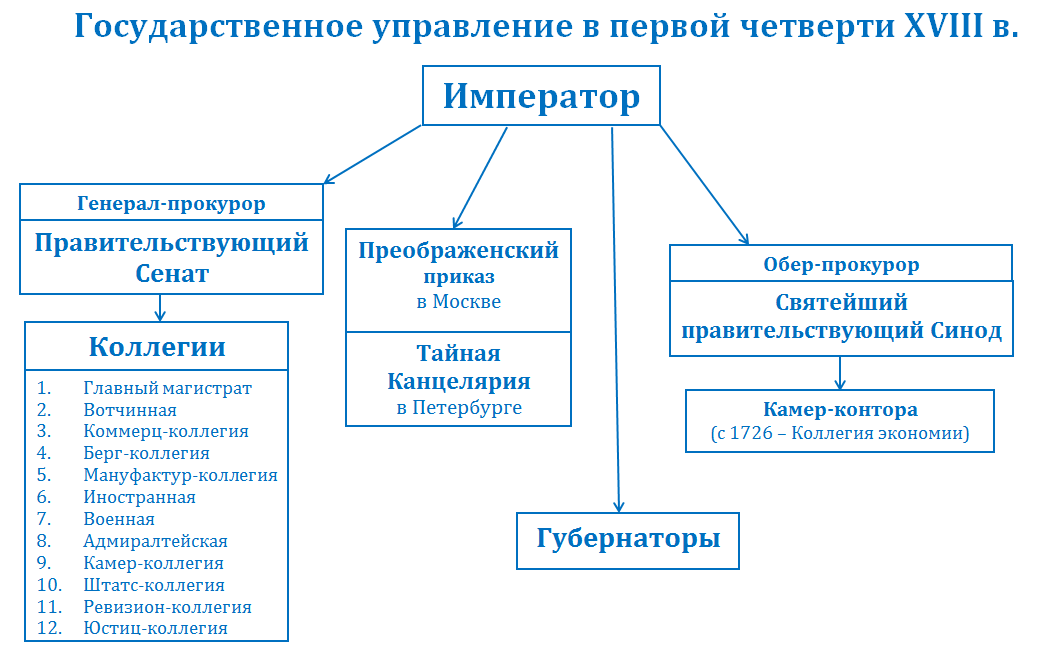 Государственное управление в первой четверти XVIII в.
Император
Генерал-прокурор
Правительствующий
Сенат
Коллегии
1. Главный магистрат
2. Вотчинная
3. Коммерц-коллегия
4. Берг-коллегия
5. Мануфактур-коллегия
6. Иностранная
7. Военная
8. Адмиралтейская
9. Камер-коллегия
10. Штатс-коллегия
11. Ревизион-коллегия
12. Юстиц-коллегия
Преображенский
приказ
в Москве
Тайная
Канцелярия
в Петербурге
Губернаторы
Обер-прокурор
Святейший
правительствующий Синод
Камер-контора
(с 1726 – Коллегия экономии)